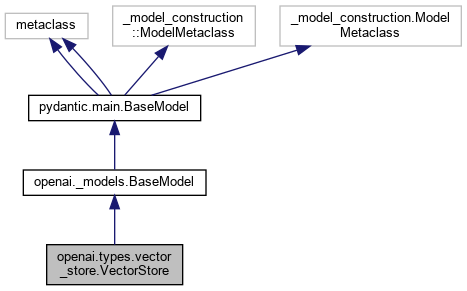 metaclass
_model_construction
::ModelMetaclass
_model_construction.Model
Metaclass
pydantic.main.BaseModel
openai._models.BaseModel
openai.types.vector
_store.VectorStore